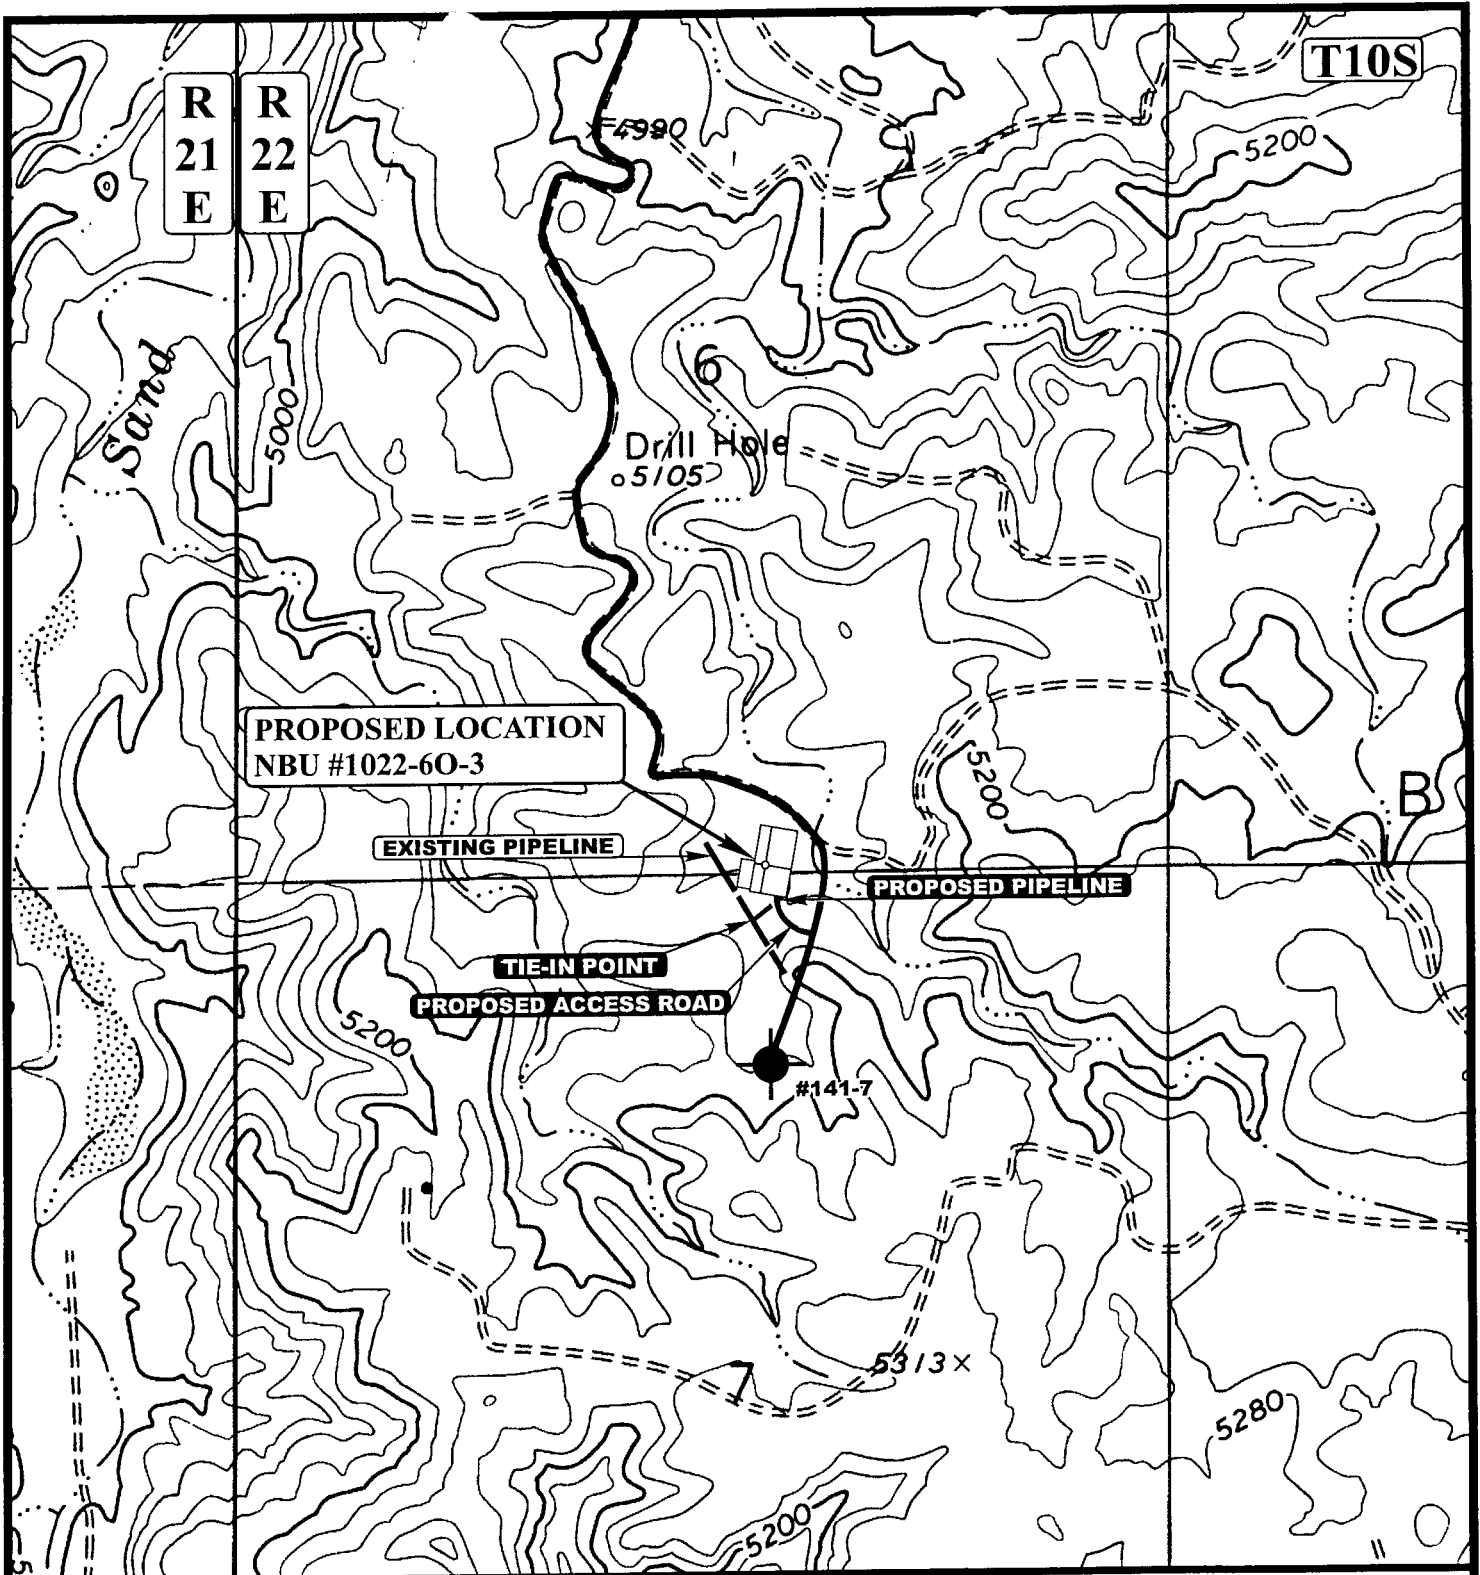 T10S
R
21
E
R
22
E
4990
5200
Sand
5000
6
Drill Hole
5105
PROPOSED LOCATION
NBU #1022-6O-3
5200
B
EXISTING PIPELINE
PROPOSED PIPELINE
TIE-IN POINT
PROPOSED ACCESS ROAD
5200
#141-7
5313
7
5280
5200